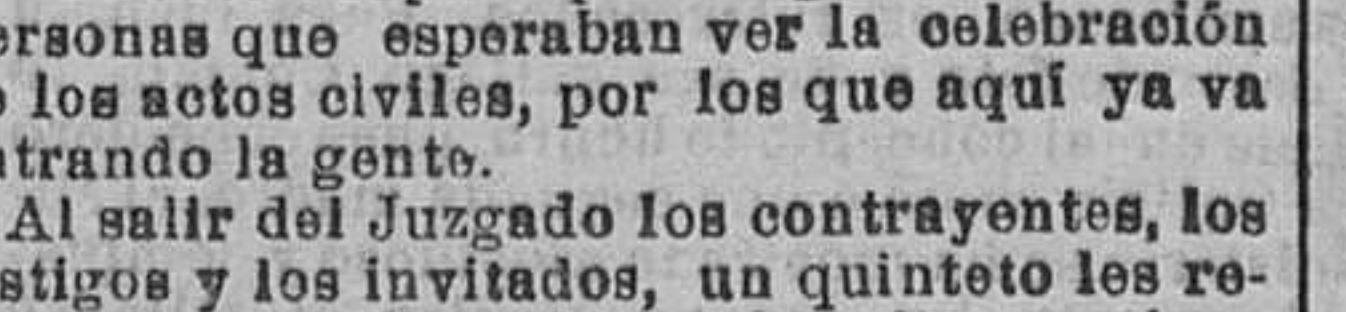 ersonas que esperaban ver la celebración
los actos civiles, por los que aquí ya va
trando la gente.
Al salir del Juzgado los contrayentes, los
stigos y los invitados, un quinteto les re-